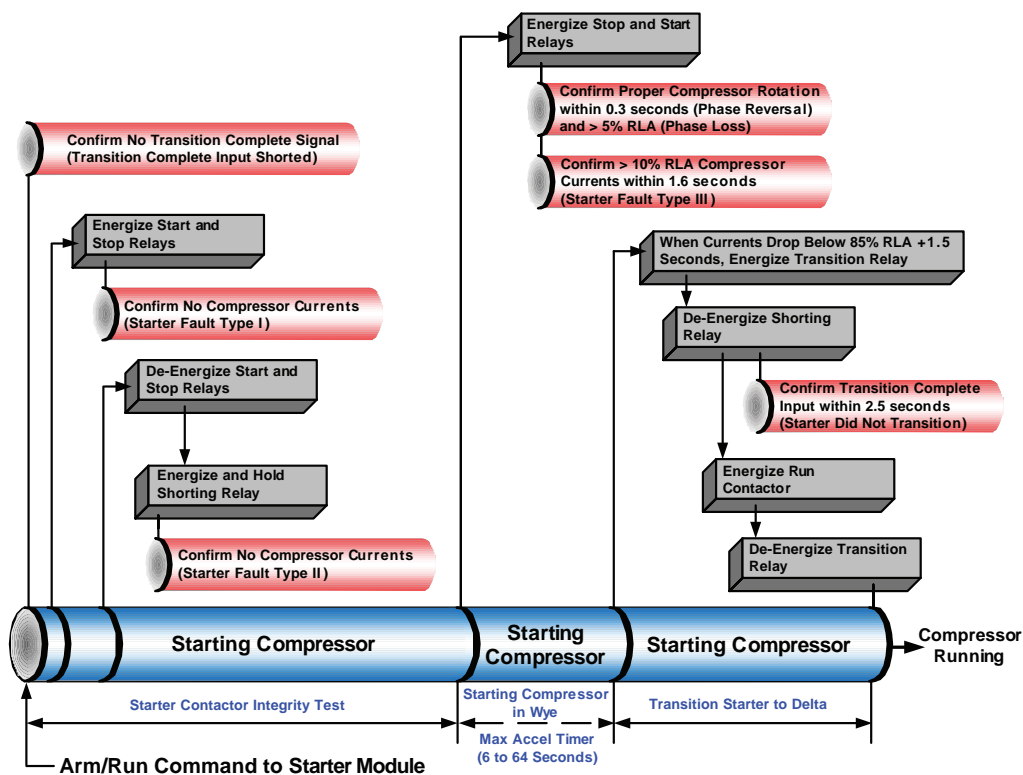 Energize Stop and Start
Relays
Confirm Proper Compressor Rotation
within 0.3 seconds (Phase Reversal)
and > 5% RLA (Phase Loss)
Confirm No Transition Complete Signal
(Transition Complete Input Shorted)
Confirm > 10% RLA Compressor
Currents within 1.6 seconds
(Starter Fault Type III)
Energize Start and
Stop Relays
When Currents Drop Below 85% RLA +1.5
Seconds, Energize Transition Relay
Confirm No Compressor Currents
(Starter Fault Type I)
De-Energize Shorting
Relay
De-Energize Start and
Stop Relays
Confirm Transition Complete
Input within 2.5 seconds
(Starter Did Not Transition)
Energize and Hold
Shorting Relay
Energize Run
Contactor
Confirm No Compressor Currents
(Starter Fault Type II)
De-Energize Transition
Relay
Starting Compressor
Starting
Compressor
Starting Compressor
Compressor
Running
Starter Contactor Integrity Test
Starting Compressor
in Wye
Max Accel Timer
(6 to 64 Seconds)
Transition Starter to Delta
Arm/Run Command to Starter Module